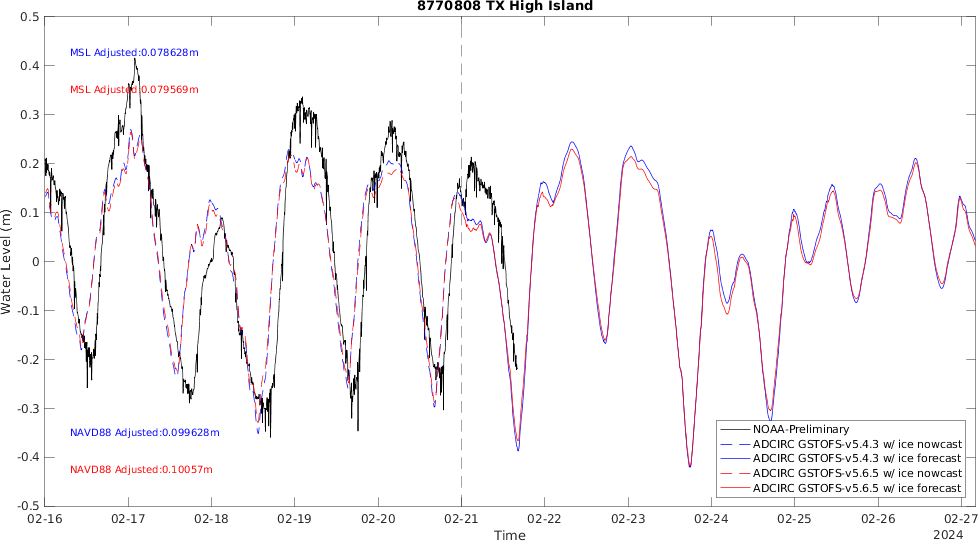 8770808 TX High Island
0.5
0.4
0.3
0.2
0.1
0
-0.1
-0.2
-0.3
-0.4
-0.5
Water Level (m)
MSL Adjusted:0.078628m
MSL Adjusted:0.079569m
NAVD88 Adjusted:0.099628m
NAVD88 Adjusted:0.10057m
NOAA-Preliminary
ADCIRC GSTOFS-v5.4.3 w/ ice nowcast
ADCIRC GSTOFS-v5.4.3 w/ ice forecast
ADCIRC GSTOFS-v5.6.5 w/ ice nowcast
ADCIRC GSTOFS-v5.6.5 w/ ice forecast
02-16 02-17 02-18 02-19 02-20 02-21 02-22 02-23 02-24 02-25 02-26 02-27
2024
Time